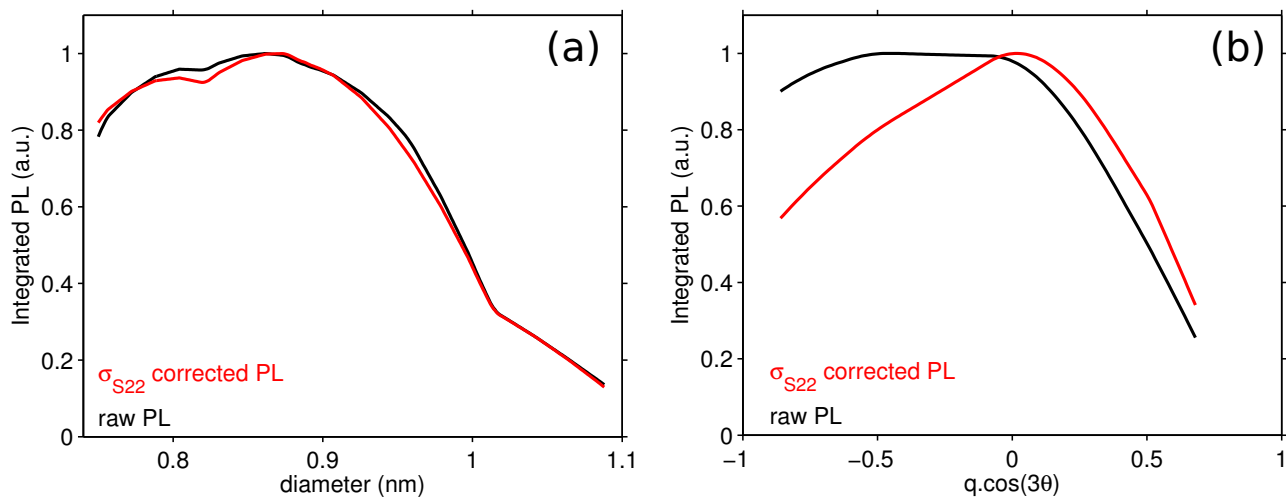 (a)
Integrated PL (a.u.)
1
0.8
0.6
0.4
0.2
0
σS22 corrected PL
raw PL
0.8 0.9 1 1.1
diameter (nm)
(b)
Integrated PL (a.u.)
1
0.8
0.6
0.4
0.2
0
σS22 corrected PL
raw PL
−1 −0.5 0 0.5 1
q.cos(3θ)